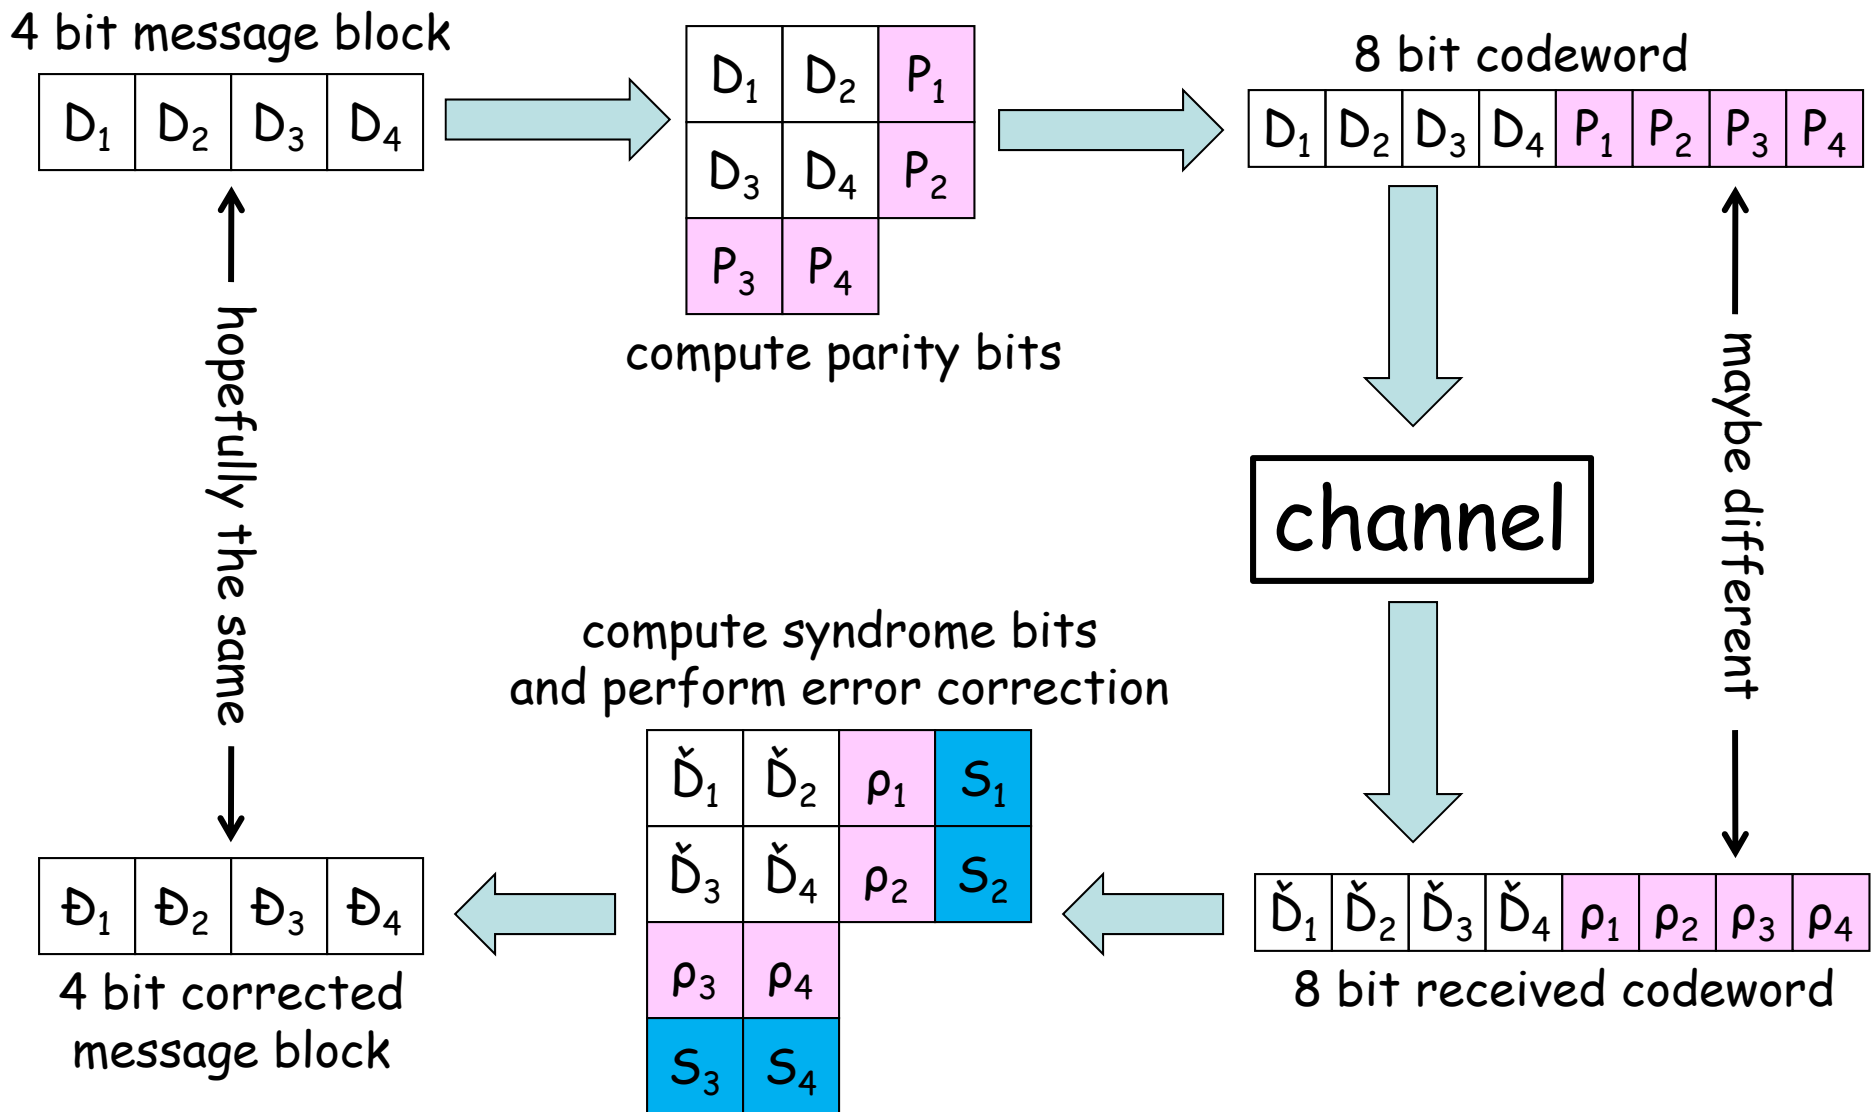 4 bit message block
D₁ D₂ D₃ D₄
D₁ D₂ P₁
D₃ D₄ P₂
P₃ P₄
compute parity bits
8 bit codeword
D₁ D₂ D₃ D₄ P₁ P₂ P₃ P₄
hopefully the same
channel
maybe different
compute syndrome bits
and perform error correction
Ď₁ Ď₂ ρ₁ S₁
Ď₃ Ď₄ ρ₂ S₂
ρ₃ ρ₄
S₃ S₄
Ď₁ Ď₂ Ď₃ Ď₄ ρ₁ ρ₂ ρ₃ ρ₄
8 bit received codeword
Đ₁ Đ₂ Đ₃ Đ₄
4 bit corrected
message block